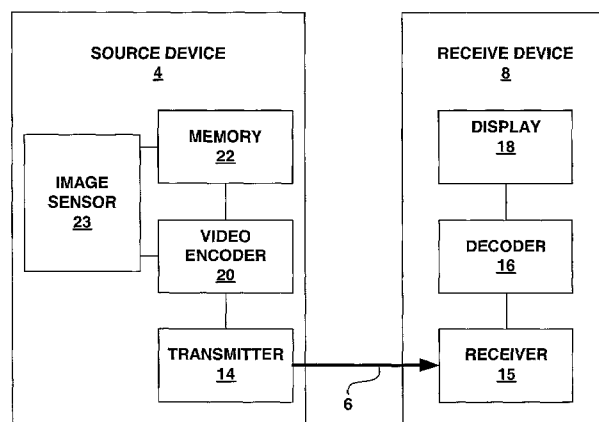 SOURCE DEVICE
4
MEMORY
22
IMAGE
SENSOR
23
VIDEO
ENCODER
20
TRANSMITTER
14
6
RECEIVE DEVICE
8
DISPLAY
18
DECODER
16
RECEIVER
15